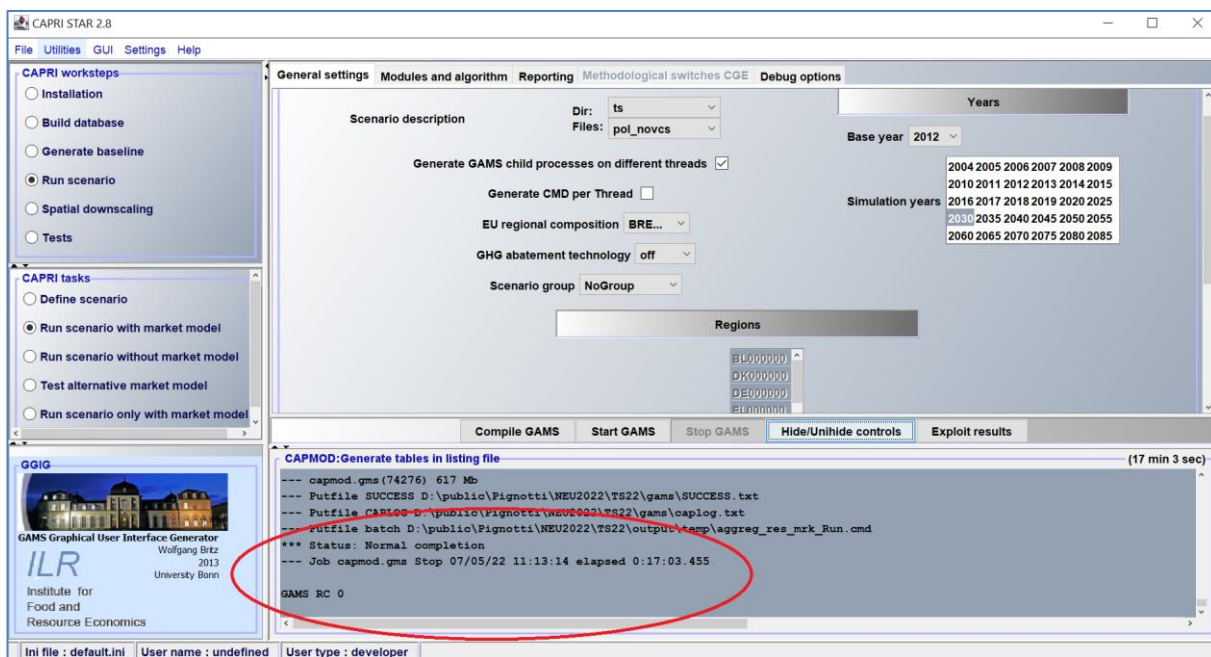 CAPRI STAR 2.8
File Utilities GUI Settings Help
CAPRI worksteps
Installation
Build database
Generate baseline
Run scenario
Spatial downscaling
Tests
CAPRI tasks
Define scenario
Run scenario with market model
Run scenario without market model
Test alternative market model
Run scenario only with market model
GGIG
GAMS Graphical User Interface Generator
Wolfgang Britz
2013
University Bonn
ILR
Institute for
Food and
Resource Economics
General settings Modules and algorithm Reporting Methodological switches CGE Debug options
Scenario description
Dir: ts
Files: pol_novcs
Generate GAMS child processes on different threads
Generate CMD per Thread
EU regional composition BRE...
GHG abatement technology off
Scenario group NoGroup
Years
Base year 2012
Simulation years
2004 2005 2006 2007 2008 2009
2010 2011 2012 2013 2014 2015
2016 2017 2018 2019 2020 2025
2030 2035 2040 2045 2050 2055
2060 2065 2070 2075 2080 2085
Regions
BL000000
DK000000
DE000000
EL000000
Compile GAMS Start GAMS Stop GAMS Hide/Unihide controls Exploit results
CAPMOD:Generate tables in listing file (17 min 3 sec)
--- capmod.gms(74276) 617 Mb
--- Putfile SUCCESS D:\public\Pignotti\NEU2022\TS22\gams\SUCCESS.txt
--- Putfile CAPLOG D:\public\Pignotti\NEU2022\TS22\gams\caplog.txt
--- Putfile batch D:\public\Pignotti\NEU2022\TS22\output\temp\aggreg_res_mrk_Run.cmd
*** Status: Normal completion
--- Job capmod.gms Stop 07/05/22 11:13:14 elapsed 0:17:03.455
GAMS RC 0
Ini file : default.ini User name : undefined User type : developer